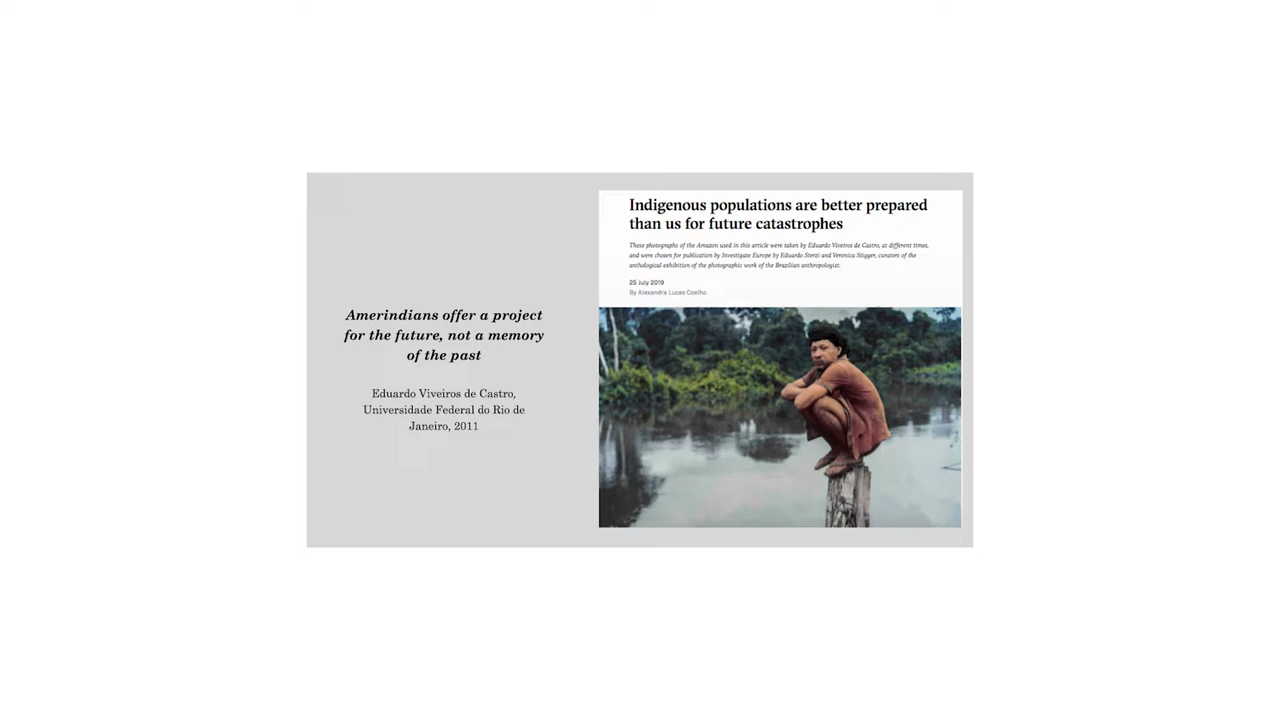 Amerindians offer a project
for the future, not a memory
of the past
Eduardo Viveiros de Castro,
Universidade Federal do Rio de
Janeiro, 2011
Indigenous populations are better prepared
than us for future catastrophes
These photographs of the Amazon used in this article were taken by Eduardo Viveiros de Castro, at different times,
and were chosen for publication by Investigate Europe by Eduardo Sterzi and Veronica Stigger, curators of the
anthological exhibition of the photographic work of the Brazilian anthropologist.
25 July 2019
By Alexandra Lucas Coelho